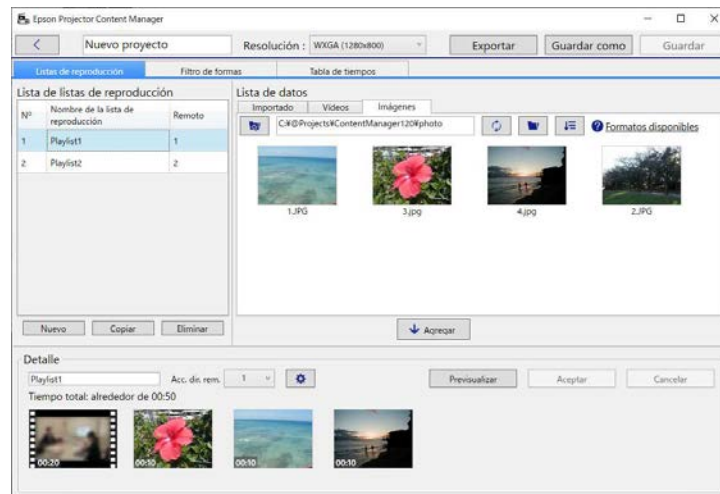 Epson Projector Content Manager
Nuevo proyecto
Resolución :
WXGA (1280x800)
Exportar
Guardar como
Guardar
Listas de reproducción
Filtro de formas
Tabla de tiempos
Lista de listas de reproducción
Nº
Nombre de la lista de
reproducción
Remoto
1
Playlist1
1
2
Playlist2
2
Nuevo
Copiar
Eliminar
Lista de datos
Importado
Vídeos
Imágenes
C:¥@Projects¥ContentManager120¥photo
Formatos disponibles
1.JPG
3.jpg
4.jpg
2.JPG
Agregar
Detalle
Playlist1
Acc. dir. rem.
1
Previsualizar
Aceptar
Cancelar
Tiempo total: alrededor de 00:50
00:20
00:10
00:10
00:10